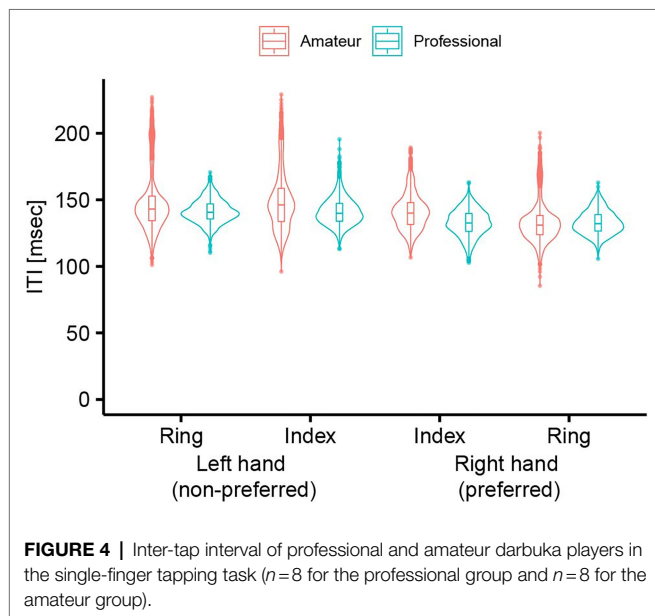 Amateur Professional
ITI [msec]
200
150
100
50
0
Ring Index Index Ring
Left hand Right hand
(non-preferred) (preferred)
FIGURE 4 | Inter-tap interval of professional and amateur darbuka players in
the single-finger tapping task (n = 8 for the professional group and n = 8 for the
amateur group).